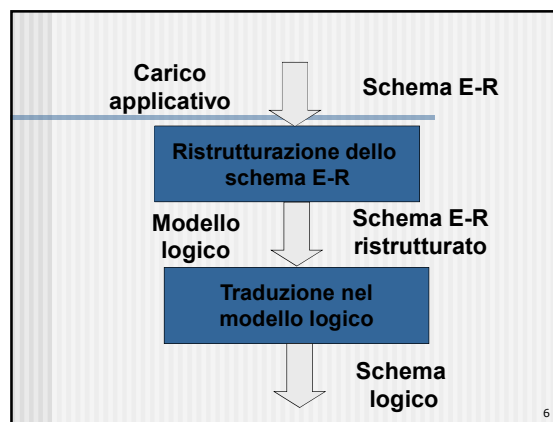 Carico
applicativo
Schema E-R
Ristrutturazione dello
schema E-R
Modello
logico
Schema E-R
ristrutturato
Traduzione nel
modello logico
Schema
logico
6